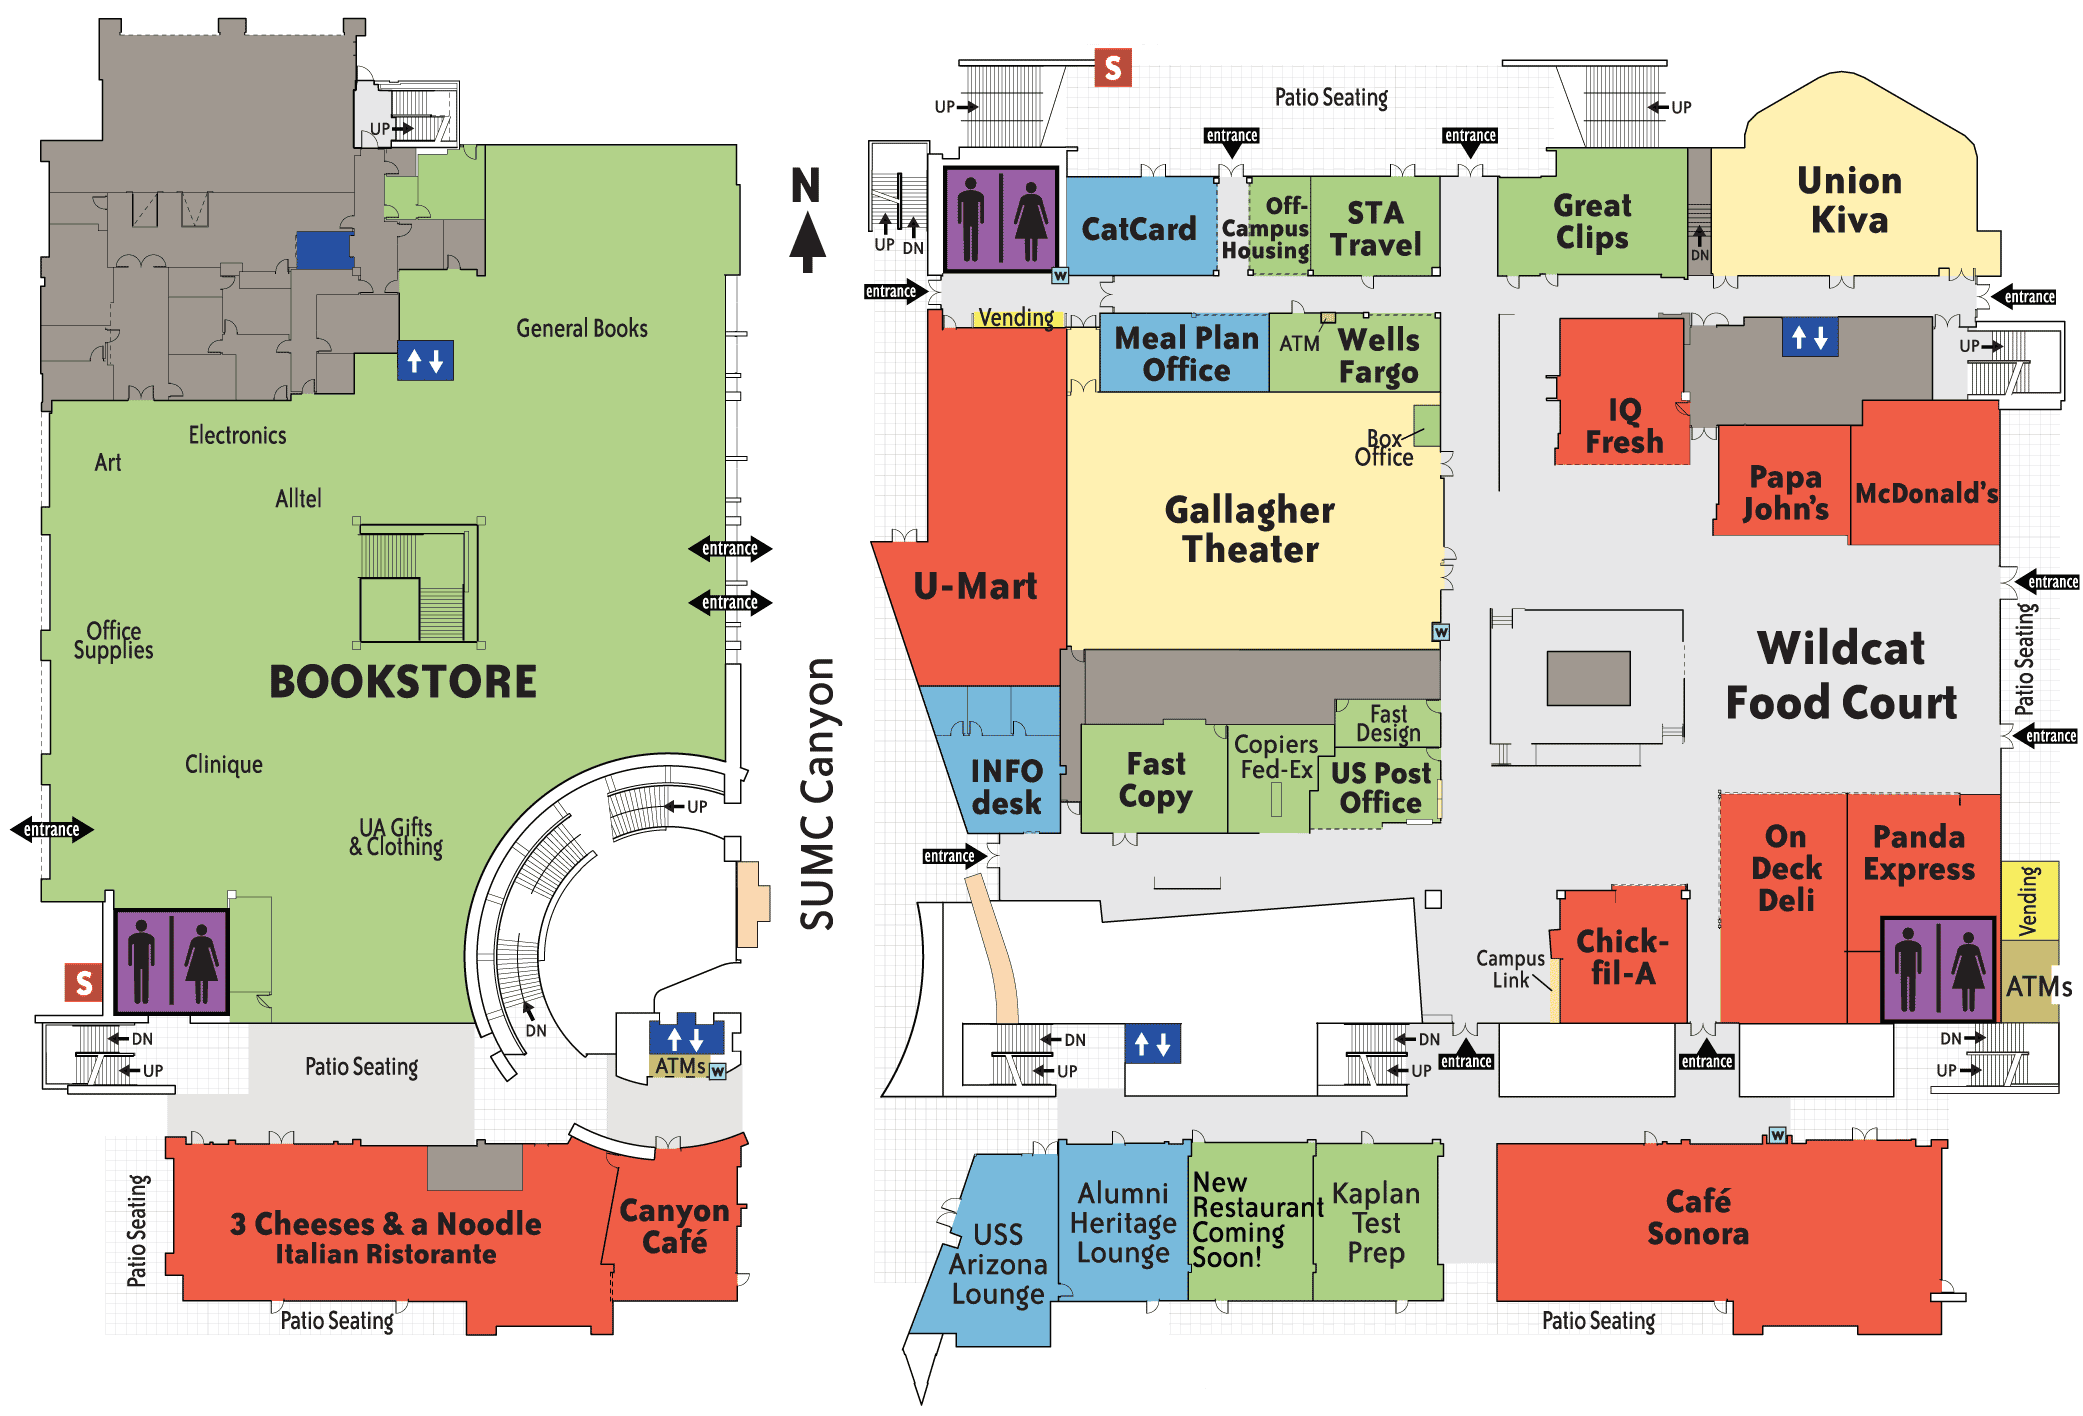 UP
General Books
Electronics
Art
Alltel
entrance
entrance
Office
Supplies
BOOKSTORE
Clinique
UP
entrance
UA Gifts
& Clothing
S
DN
DN
UP
Patio Seating
ATMs
W
Patio Seating
3 Cheeses & a Noodle
Italian Ristorante
Canyon
Café
Patio Seating
N
SUMC Canyon
S
UP
Patio Seating
UP
entrance
entrance
UP
DN
CatCard
Off-
Campus
Housing
STA
Travel
Great
Clips
DN
Union
Kiva
W
entrance
entrance
Vending
Meal Plan
Office
ATM
Wells
Fargo
UP
IQ
Fresh
Box
Office
Papa
John's
McDonald's
Gallagher
Theater
U-Mart
entrance
W
Wildcat
Food Court
Patio Seating
entrance
INFO
desk
Fast
Copy
Copiers
Fed-Ex
Fast
Design
US Post
Office
entrance
On
Deck
Deli
Panda
Express
Vending
Chick-
fil-A
Campus
Link
ATMs
DN
UP
DN
UP
entrance
entrance
DN
UP
W
USS
Arizona
Lounge
Alumni
Heritage
Lounge
New
Restaurant
Coming
Soon!
Kaplan
Test
Prep
Café
Sonora
Patio Seating